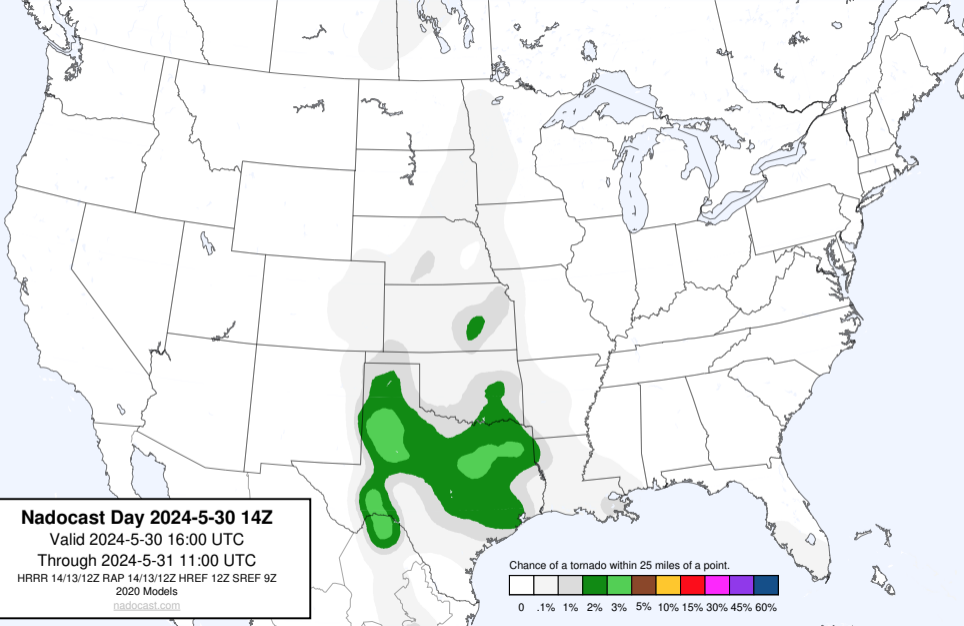 Nadocast Day 2024-5-30 14Z
Valid 2024-5-30 16:00 UTC
Through 2024-5-31 11:00 UTC
HRRR 14/13/12Z RAP 14/13/12Z HREF 12Z SREF 9Z
2020 Models
nadocast.com
Chance of a tornado within 25 miles of a point.
0 .1% 1% 2% 3% 5% 10% 15% 30% 45% 60%